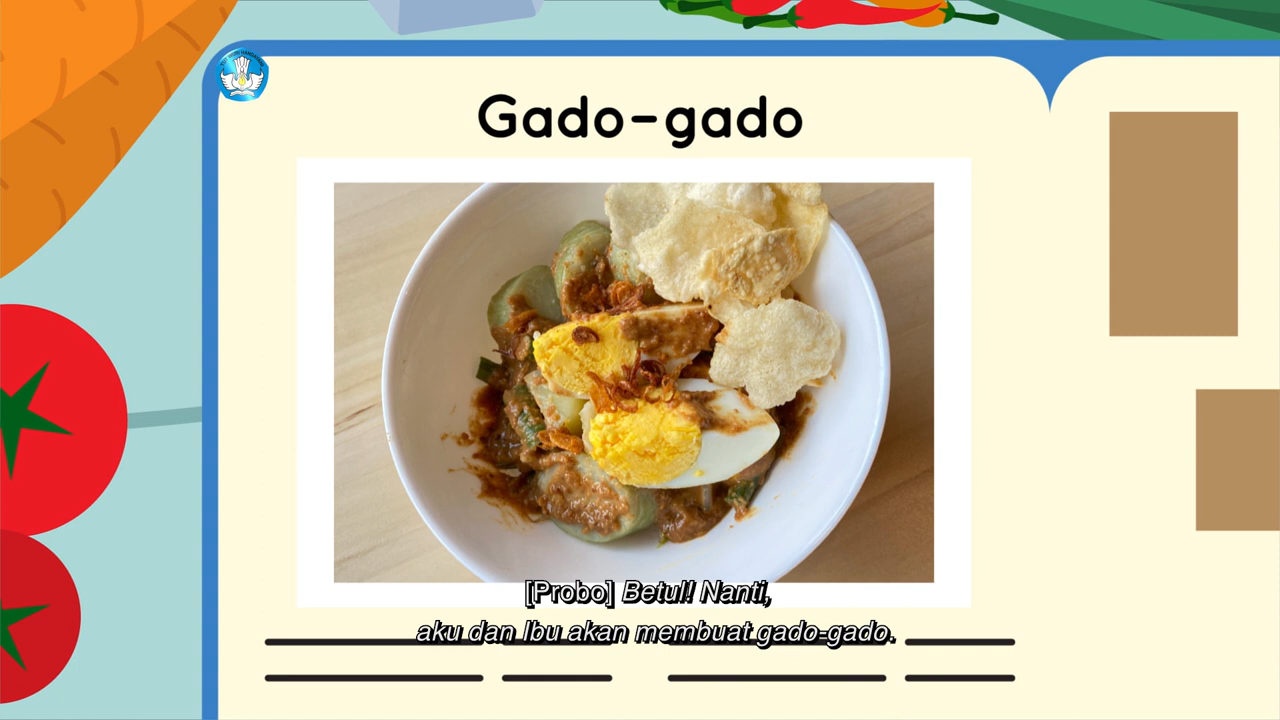 Gado-gado
[Probo] Betul! Nanti,
aku dan Ibu akan membuat gado-gado.